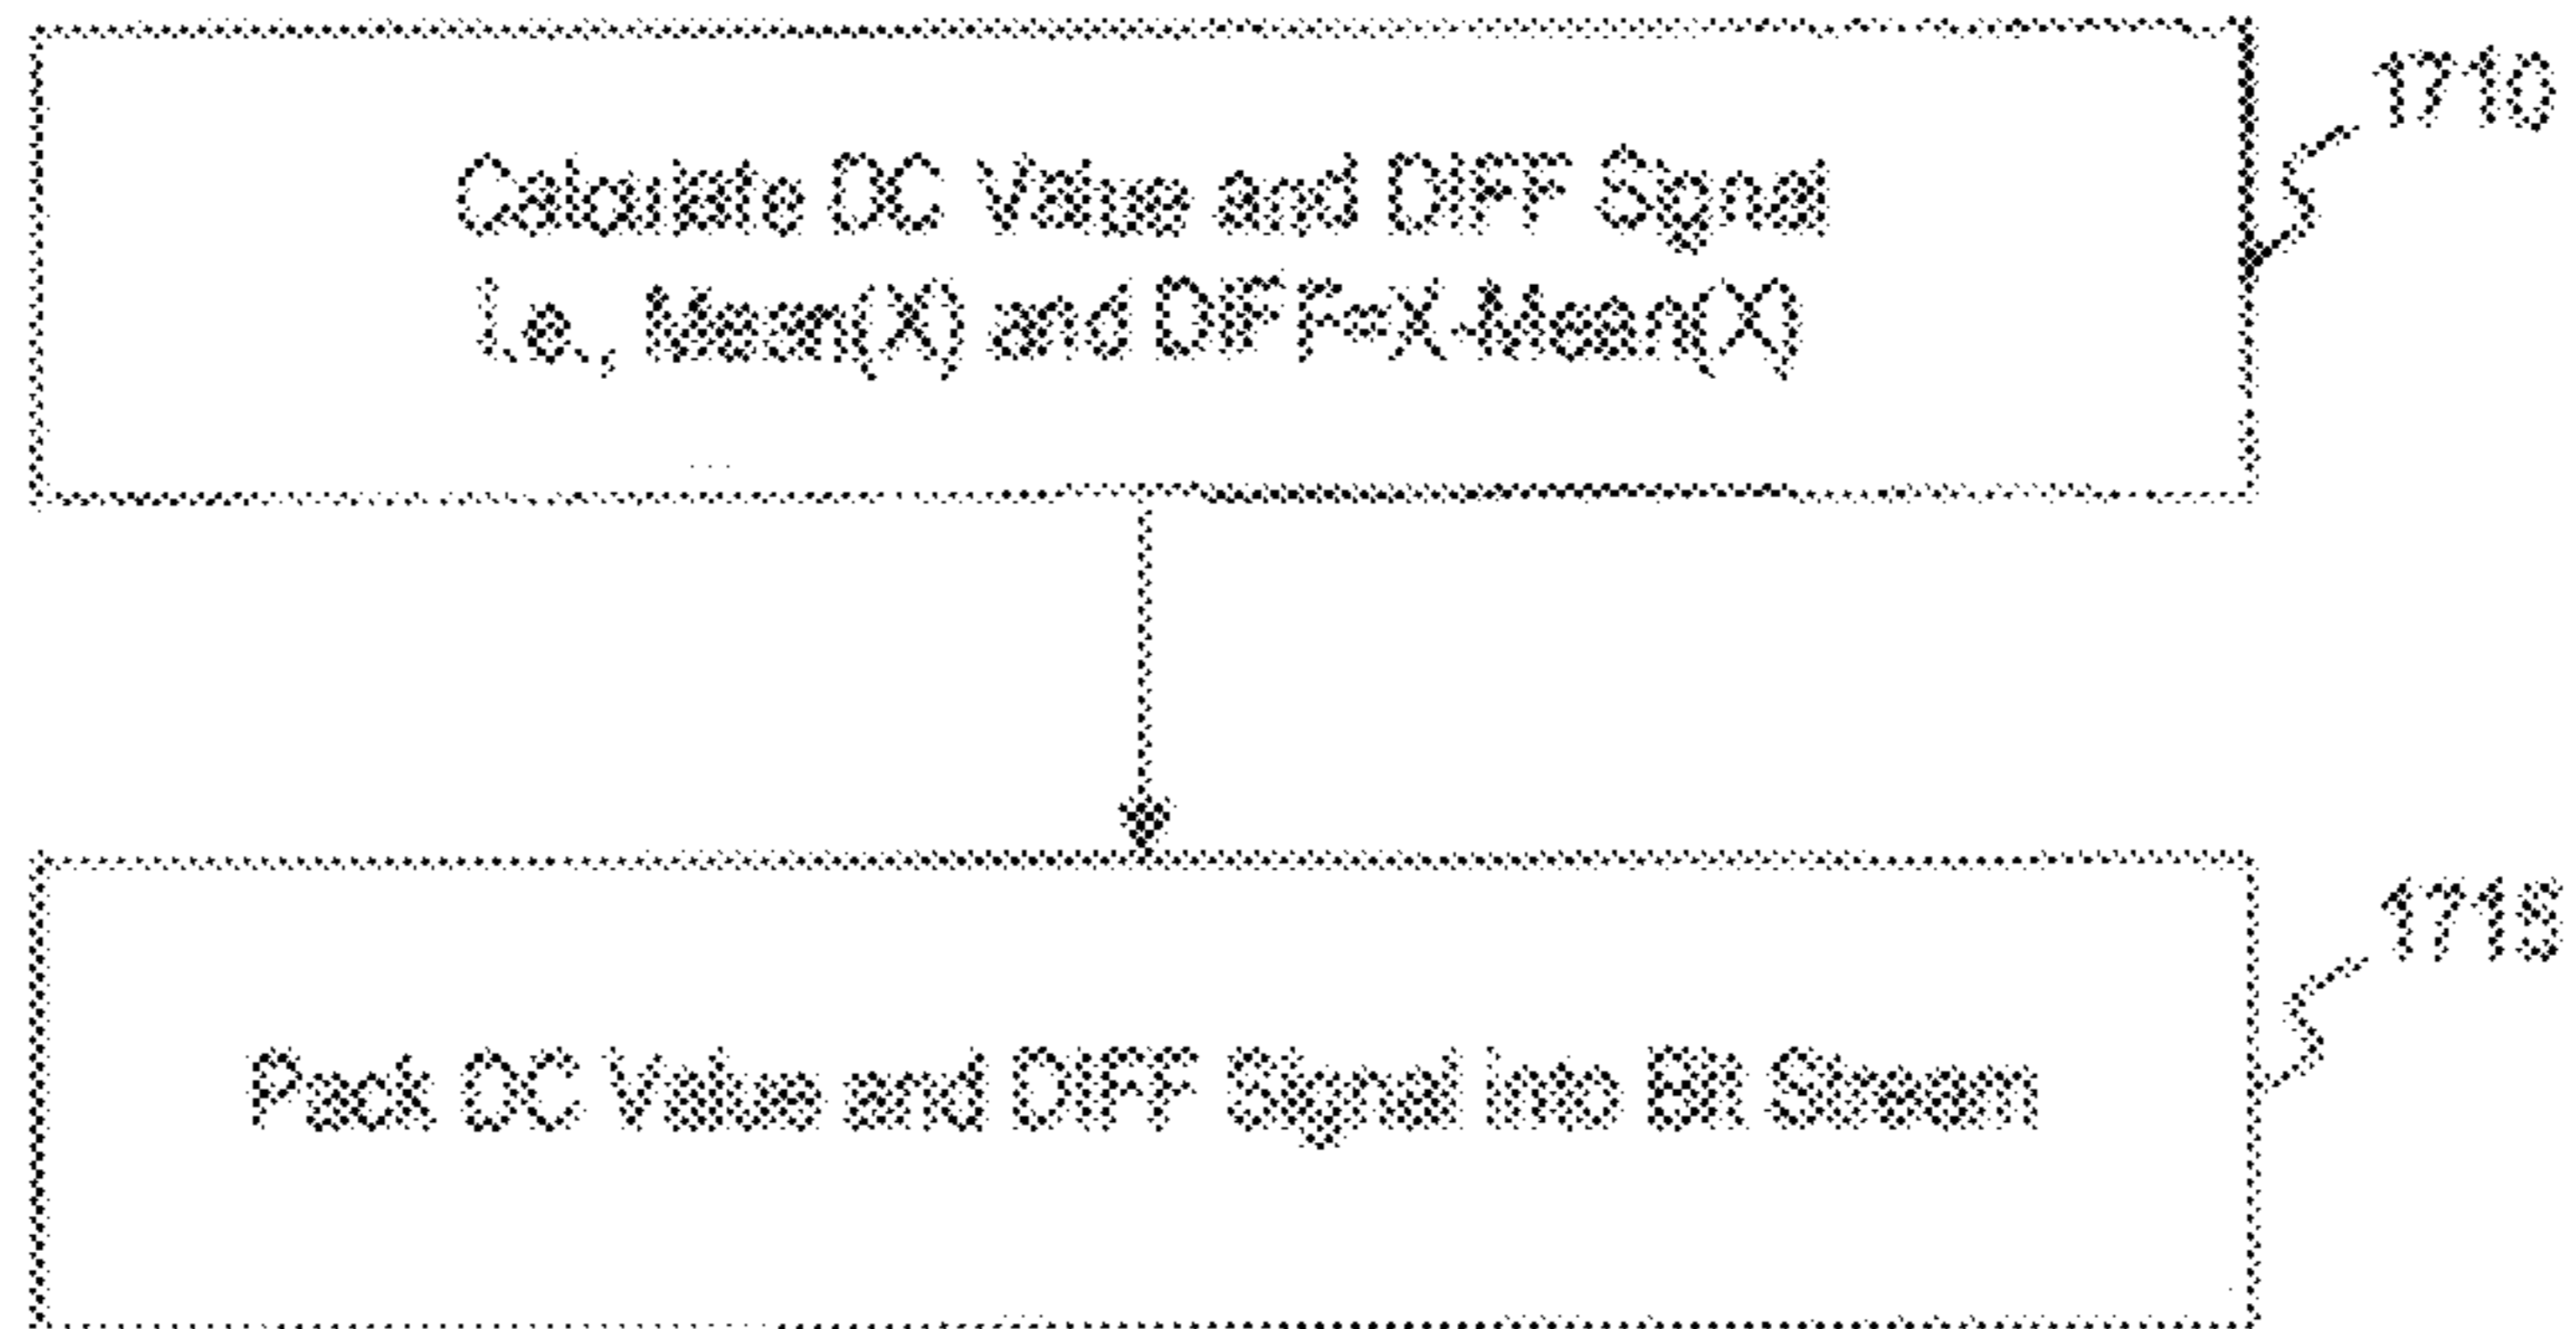 1710
Calculate DC Value and DIFF Signal
I.e., Mean(X) and DIFF=X-Mean(X)
1715
Pack DC Value and DIFF Signal Into Bit Stream